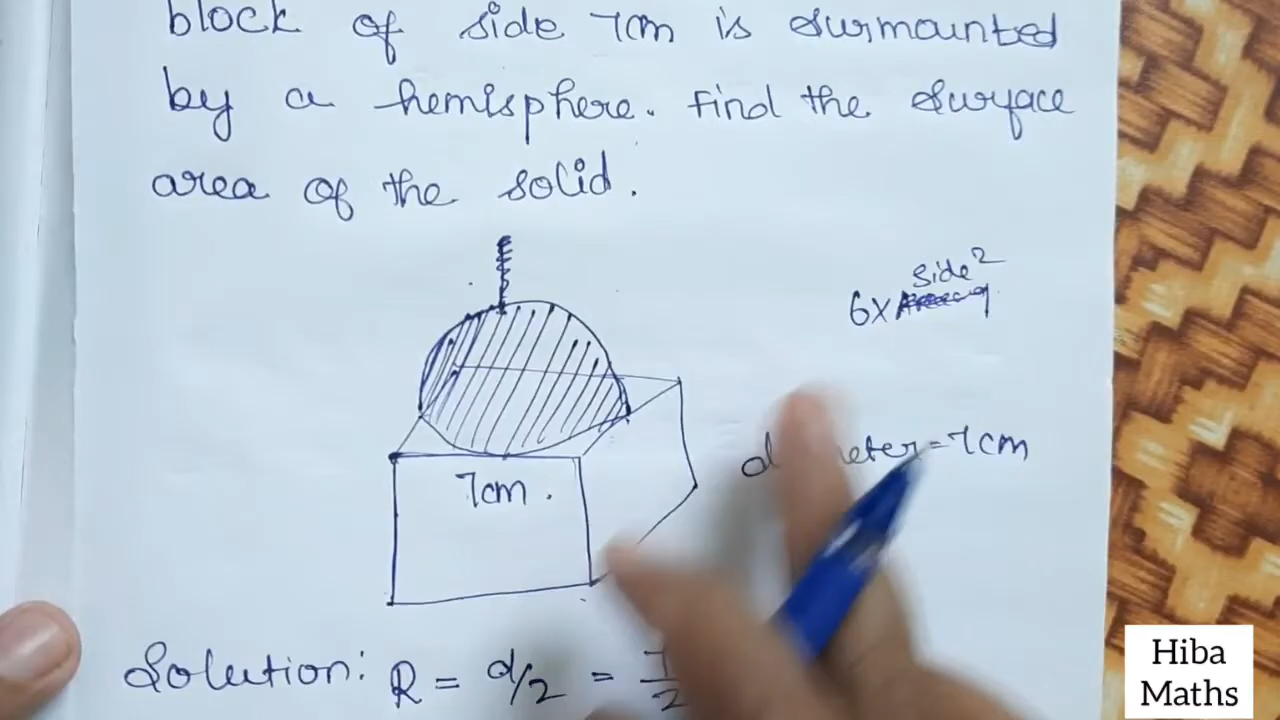 block of side 7cm is surmounted
by a hemisphere. Find the surface
area of the solid.
6x side²
7cm.
=7cm
Solution: R = d/2 =
Hiba
Maths